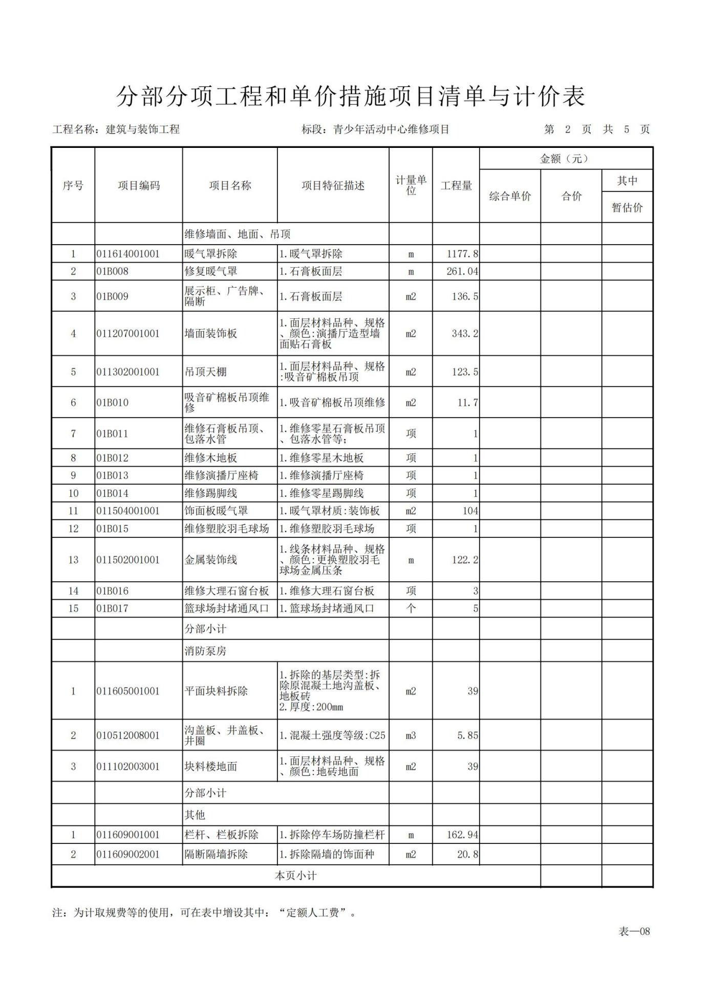 分部分项工程和单价措施项目清单与计价表
工程名称：建筑与装饰工程 标段：青少年活动中心维修项目 第 2 页 共 5 页
序号 项目编码 项目名称 项目特征描述 计量单位 工程量 金额（元）
综合单价 合价 其中
暂估价
维修墙面、地面、吊顶
1 011614001001 暖气罩拆除 1.暖气罩拆除 m 1177.8
2 01B008 修复暖气罩 1.石膏板面层 m 261.04
3 01B009 展示柜、广告牌、隔断 1.石膏板面层 m2 136.5
4 011207001001 墙面装饰板 1.面层材料品种、规格、颜色:演播厅造型墙面贴石膏板 m2 343.2
5 011302001001 吊顶天棚 1.面层材料品种、规格:吸音矿棉板吊顶 m2 123.5
6 01B010 吸音矿棉板吊顶维修 1.吸音矿棉板吊顶维修 m2 11.7
7 01B011 维修石膏板吊顶、包落水管 1.维修零星石膏板吊顶、包落水管等; 项 1
8 01B012 维修木地板 1.维修零星木地板 项 1
9 01B013 维修演播厅座椅 1.维修演播厅座椅 项 1
10 01B014 维修踢脚线 1.维修零星踢脚线 项 1
11 011504001001 饰面板暖气罩 1.暖气罩材质:装饰板 m2 104
12 01B015 维修塑胶羽毛球场 1.维修塑胶羽毛球场 项 1
13 011502001001 金属装饰线 1.线条材料品种、规格、颜色:更换塑胶羽毛球场金属压条 m 122.2
14 01B016 维修大理石窗台板 1.维修大理石窗台板 项 3
15 01B017 篮球场封堵通风口 1.篮球场封堵通风口 个 5
分部小计
消防泵房
1 011605001001 平面块料拆除 1.拆除的基层类型:拆除原混凝土地沟盖板、地板砖
2.厚度:200mm m2 39
2 010512008001 沟盖板、井盖板、井圈 1.混凝土强度等级:C25 m3 5.85
3 011102003001 块料楼地面 1.面层材料品种、规格、颜色:地砖地面 m2 39
分部小计
其他
1 011609001001 栏杆、栏板拆除 1.拆除停车场防撞栏杆 m 162.94
2 011609002001 隔断隔墙拆除 1.拆除隔墙的饰面种 m2 20.8
本页小计
注：为计取规费等的使用，可在表中增设其中：“定额人工费”。
表—08